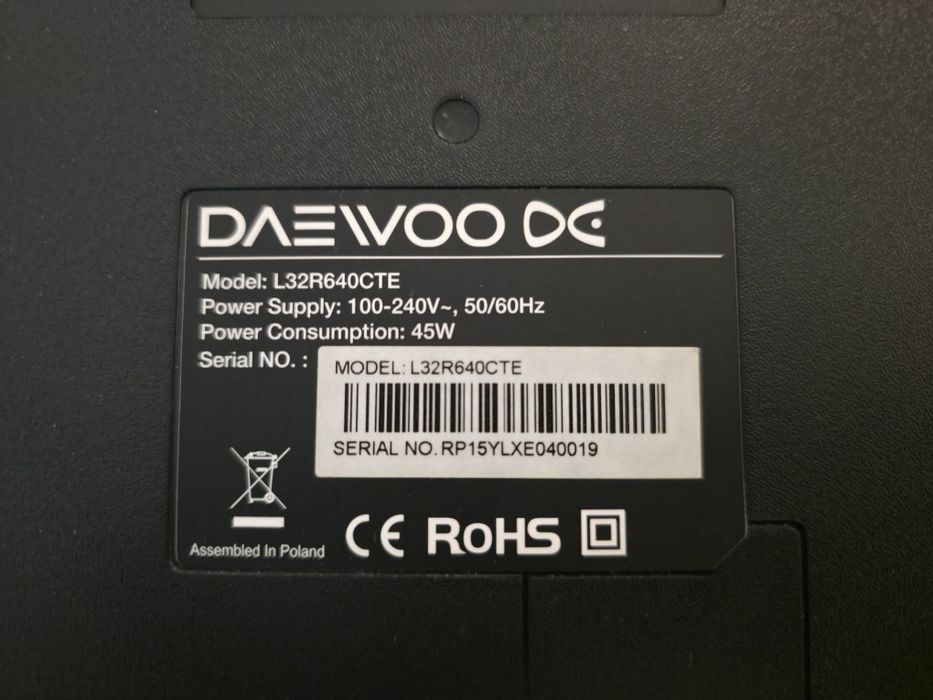 DAEWOO
Model: L32R640CTE
Power Supply: 100-240V~, 50/60Hz
Power Consumption: 45W
Serial NO. :
MODEL: L32R640CTE
SERIAL NO. RP15YLXE040019
Assembled In Poland
CE RoHS